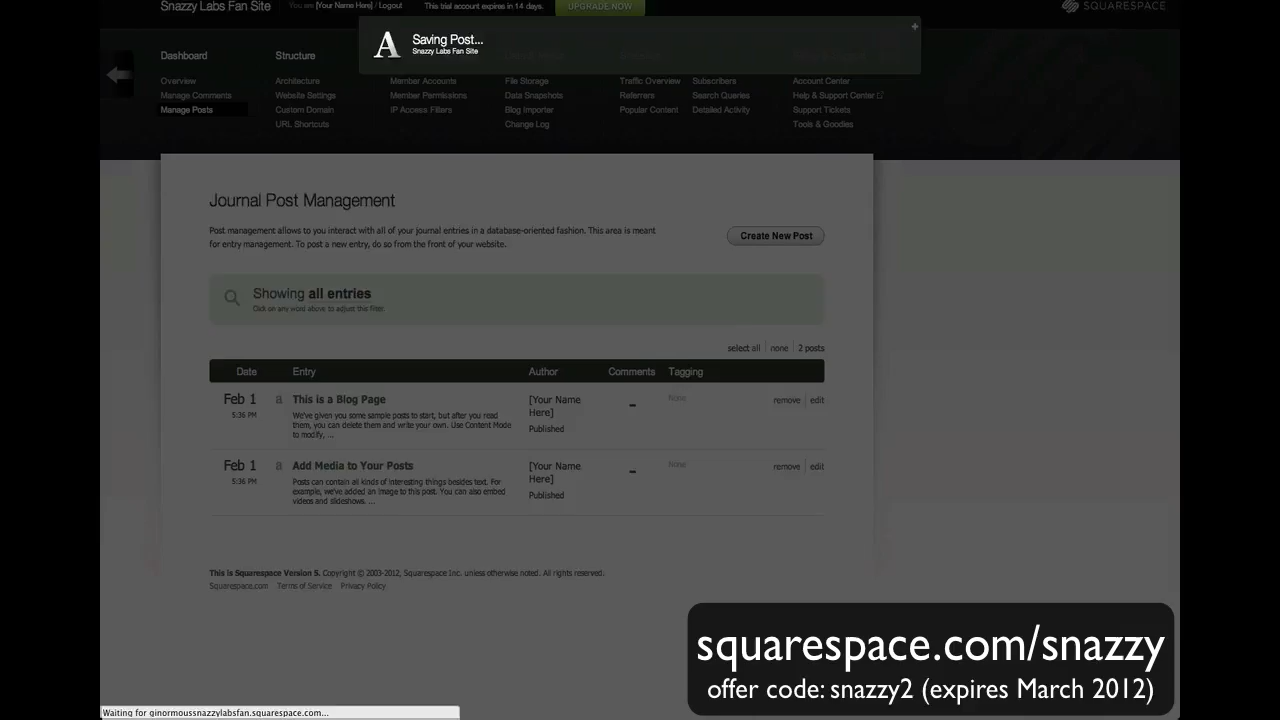 Snazzy Labs Fan Site
You are [Your Name Here] / Logout
This trial account expires in 14 days.
UPGRADE NOW
SQUARESPACE
Saving Post...
Snazzy Labs Fan Site
Dashboard
Overview
Manage Comments
Manage Posts
Structure
Architecture
Website Settings
Custom Domain
URL Shortcuts
Member Accounts
Member Permissions
IP Access Filters
File Storage
Data Snapshots
Blog Importer
Change Log
Traffic Overview
Referrers
Popular Content
Subscribers
Search Queries
Detailed Activity
Account Center
Help & Support Center
Support Tickets
Tools & Goodies
Journal Post Management
Post management allows to you interact with all of your journal entries in a database-oriented fashion. This area is meant
for entry management. To post a new entry, do so from the front of your website.
Create New Post
Showing all entries
Click on any word above to adjust this filter.
select all | none | 2 posts
Date Entry Author Comments Tagging
Feb 1
5:36 PM
a
This is a Blog Page
We've given you some sample posts to start, but after you read
them, you can delete them and write your own. Use Content Mode
to modify, ...
[Your Name
Here]
Published
–
None
remove | edit
Feb 1
5:36 PM
a
Add Media to Your Posts
Posts can contain all kinds of interesting things besides text. For
example, we've added an image to this post. You can also embed
videos and slideshows. ...
[Your Name
Here]
Published
–
None
remove | edit
This is Squarespace Version 5. Copyright © 2003-2012, Squarespace Inc. unless otherwise noted. All rights reserved.
Squarespace.com Terms of Service Privacy Policy
squarespace.com/snazzy
offer code: snazzy2 (expires March 2012)
Waiting for ginormoussnazzylabsfan.squarespace.com...